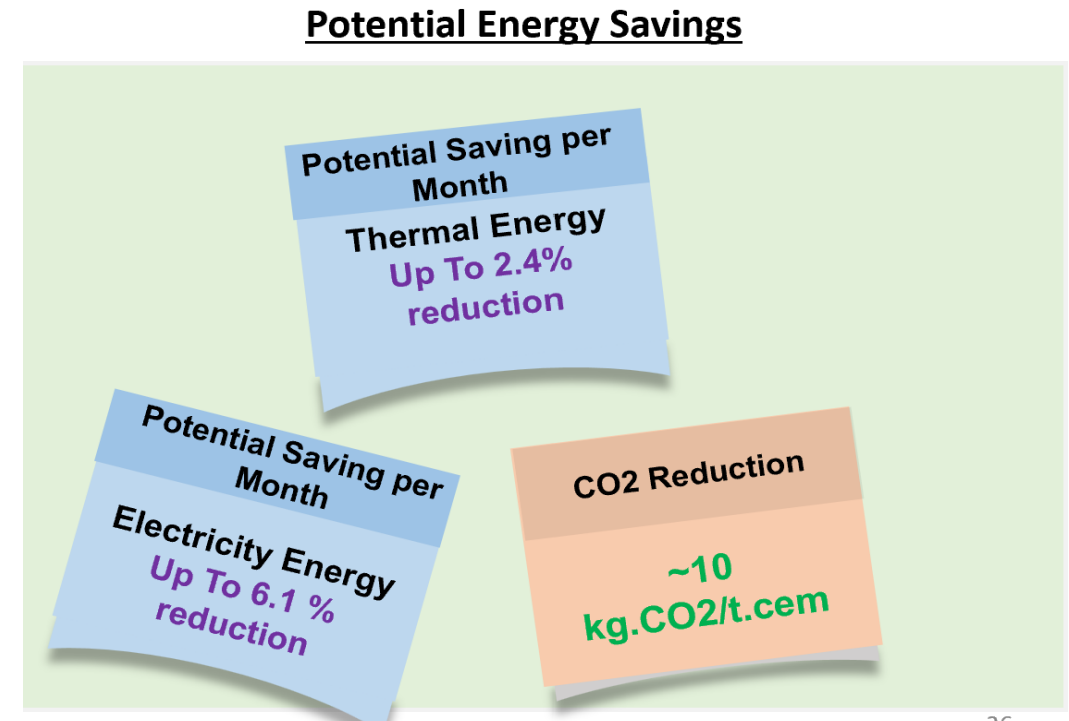 Potential Energy Savings
Potential Saving per
Month
Thermal Energy
Up To 2.4%
reduction
Potential Saving per
Month
Electricity Energy
Up To 6.1 %
reduction
CO2 Reduction
~10
kg.CO2/t.cem